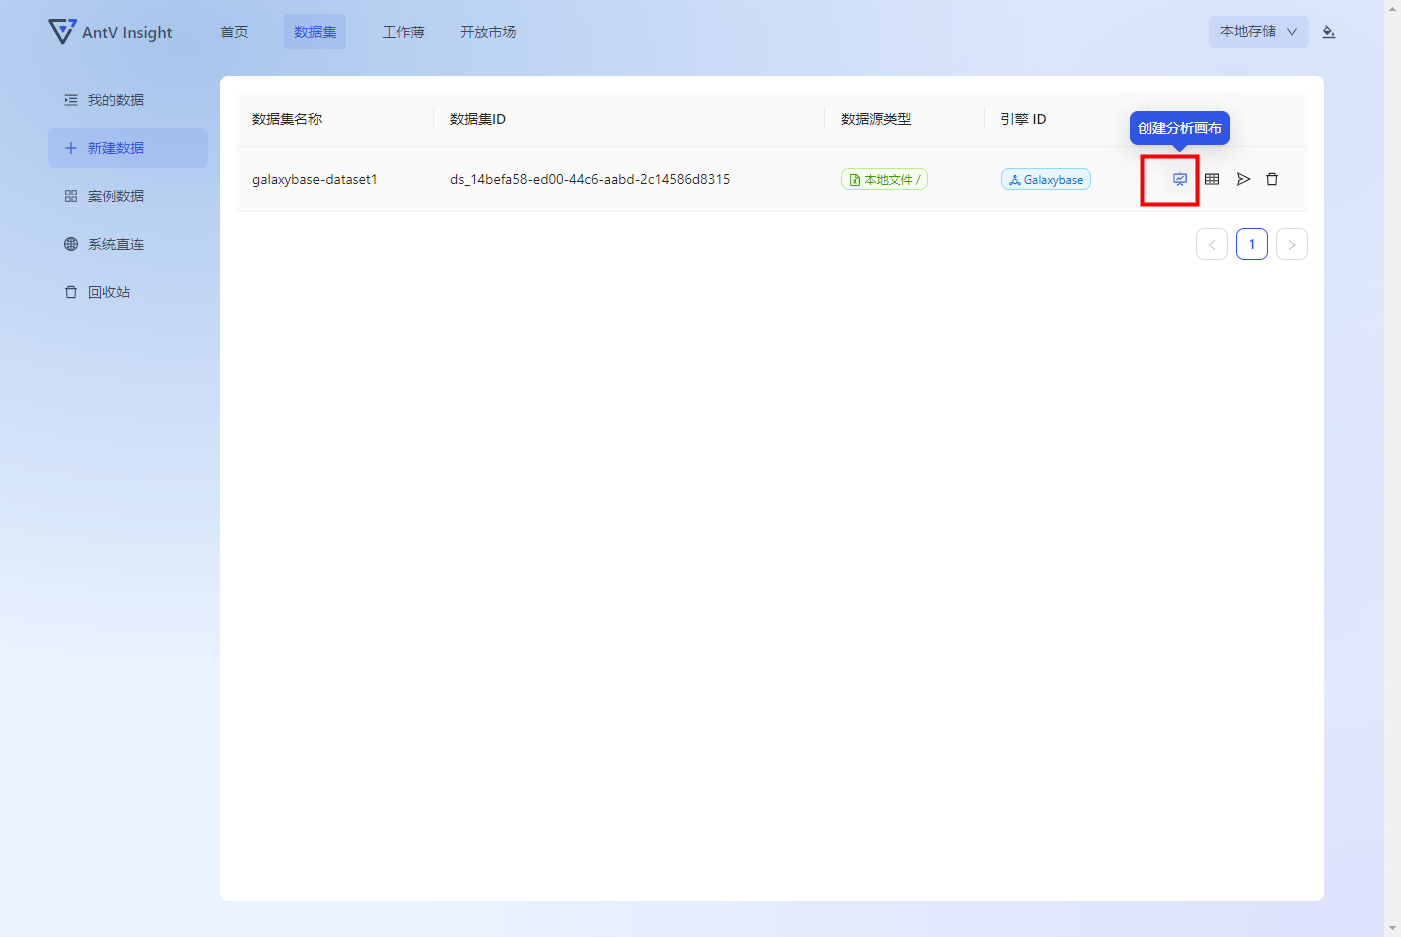 AntV Insight
首页
数据集
工作薄
开放市场
本地存储
我的数据
新建数据
案例数据
系统直连
回收站
数据集名称
数据集ID
数据源类型
引擎 ID
创建分析画布
galaxybase-dataset1
ds_14befa58-ed00-44c6-aabd-2c14586d8315
本地文件 /
Galaxybase
1